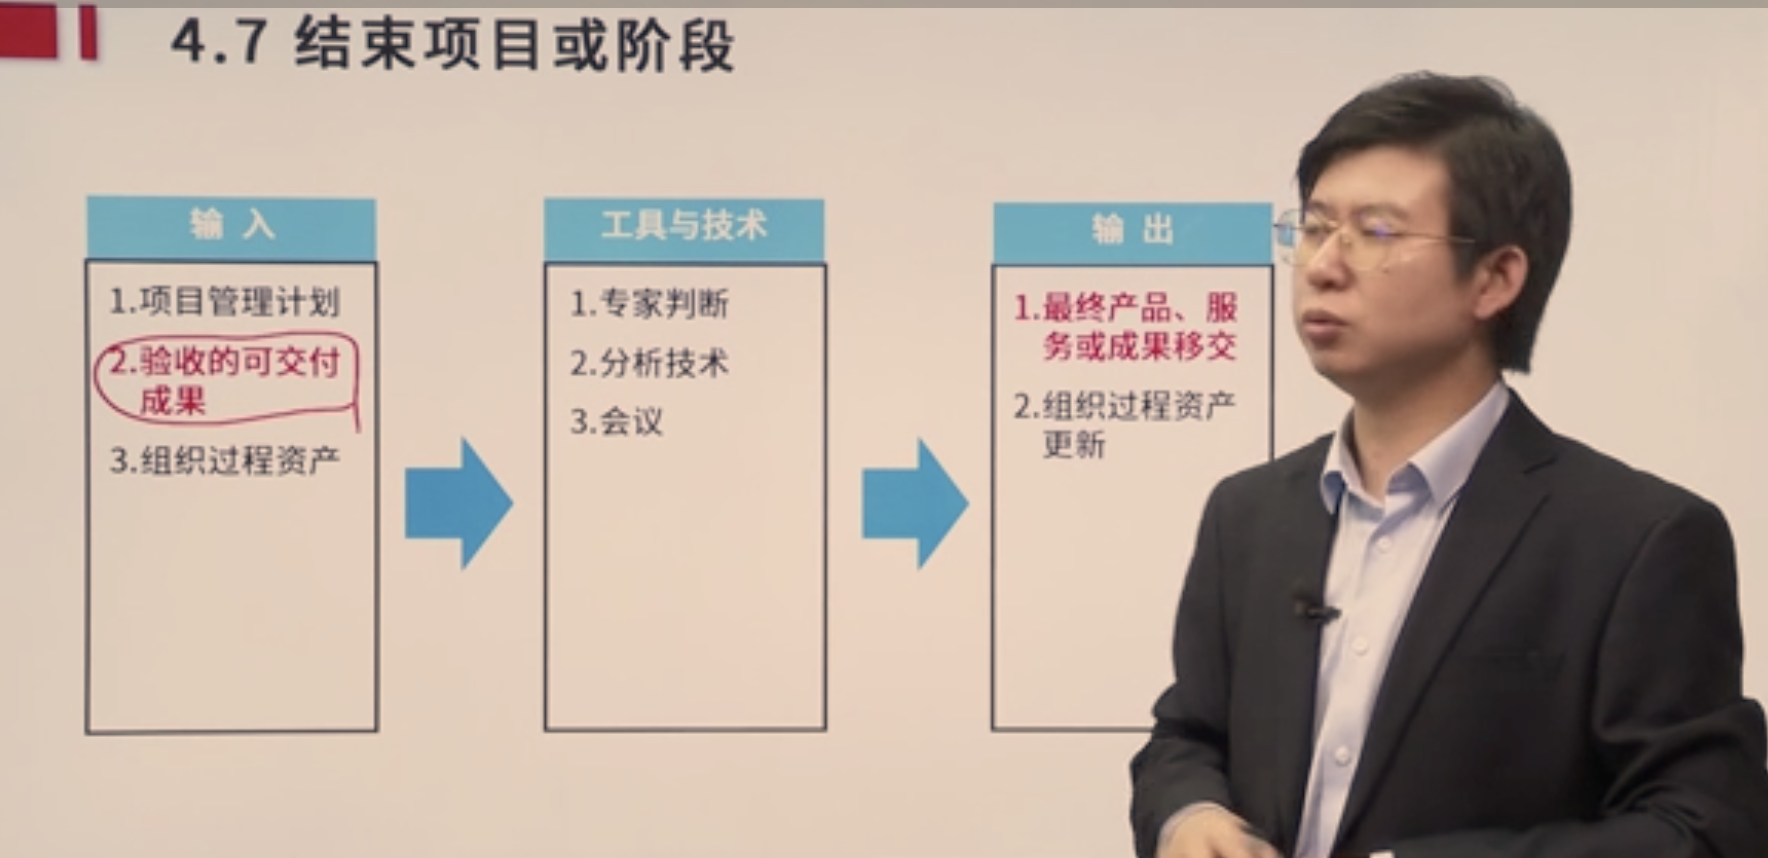 4.7 结束项目或阶段
输 入
1.项目管理计划
2.验收的可交付
成果
3.组织过程资产
工具与技术
1.专家判断
2.分析技术
3.会议
输 出
1.最终产品、服
务或成果移交
2.组织过程资产
更新